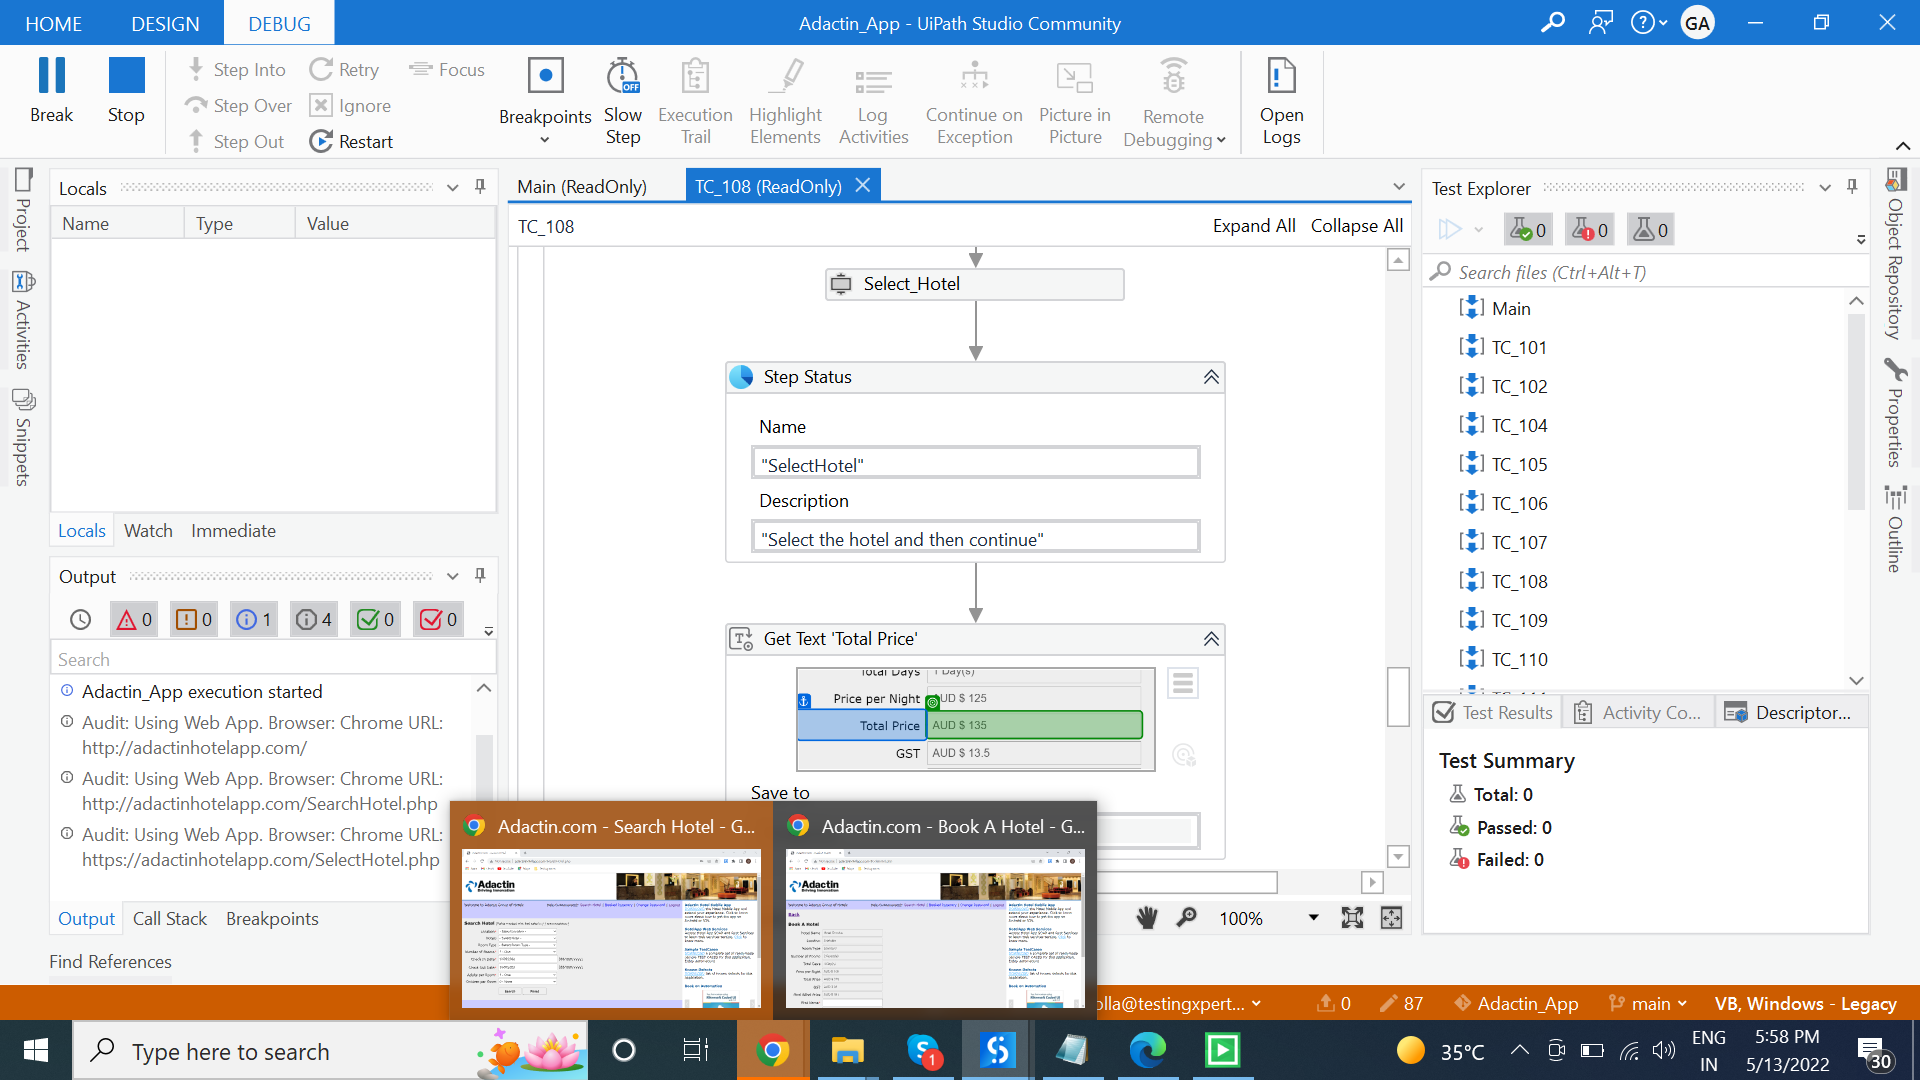 HOME DESIGN DEBUG
Adactin_App - UiPath Studio Community
GA
Break
Stop
Step Into
Step Over
Step Out
Retry
Ignore
Restart
Focus
Breakpoints
Slow Step
OFF
Execution Trail
Highlight Elements
Log Activities
Continue on Exception
Picture in Picture
Remote Debugging
Open Logs
Project
Activities
Snippets
Locals
Name Type Value
Locals Watch Immediate
Output
0 0 1 4 0 0
Search
Adactin_App execution started
Audit: Using Web App. Browser: Chrome URL:
http://adactinhotelapp.com/
Audit: Using Web App. Browser: Chrome URL:
http://adactinhotelapp.com/SearchHotel.php
Audit: Using Web App. Browser: Chrome URL:
https://adactinhotelapp.com/SelectHotel.php
Output Call Stack Breakpoints
Find References
Main (ReadOnly) TC_108 (ReadOnly)
TC_108
Expand All Collapse All
Select_Hotel
Step Status
Name
"SelectHotel"
Description
"Select the hotel and then continue"
Get Text 'Total Price'
Total Days 1 Day(s)
Price per Night AUD $ 125
Total Price AUD $ 135
GST AUD $ 13.5
Save to
100%
Test Explorer
0 0 0
Search files (Ctrl+Alt+T)
Main
TC_101
TC_102
TC_104
TC_105
TC_106
TC_107
TC_108
TC_109
TC_110
Test Results Activity Co... Descriptor...
Test Summary
Total: 0
Passed: 0
Failed: 0
Object Repository
Properties
Outline
Adactin.com - Search Hotel - G...
Adactin
Search Hotel
Adactin.com - Book A Hotel - G...
Adactin
Book A Hotel
olla@testingxpert...
0 87 Adactin_App main VB, Windows - Legacy
Type here to search
1
35°C
ENG
IN
5:58 PM
5/13/2022
30